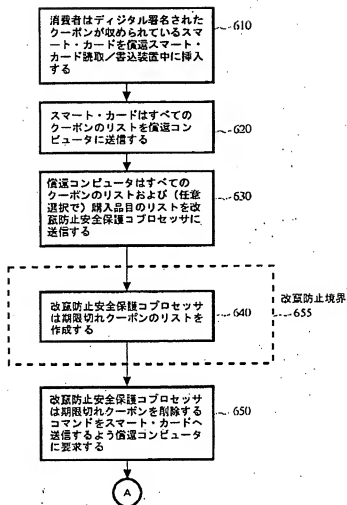 消費者はディジタル署名された
クーポンが収められているスマ
ート・カードを償還スマート・
カード読取/書込装置中に挿入
する
610
スマート・カードはすべての
クーポンのリストを償還コン
ピュータに送信する
620
償還コンピュータはすべての
クーポンのリストおよび(任意
選択で)購入品目のリストを改
竄防止安全保護コプロセッサに
送信する
630
改竄防止境界
655
改竄防止安全保護コプロセッサ
は期限切れクーポンのリストを
作成する
640
改竄防止安全保護コプロセッサ
は期限切れクーポンを削除する
コマンドをスマート・カードへ
送信するよう償還コンピュータ
に要求する
650
A